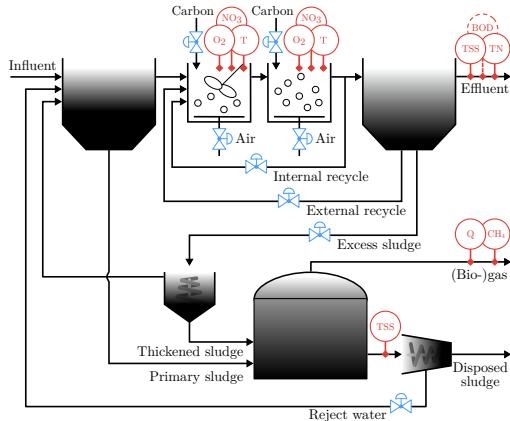 Carbon
Carbon
NO₃
NO₃
BOD
O₂
T
O₂
T
TSS
TN
Influent
Effluent
Air
Air
Internal recycle
External recycle
Excess sludge
Q
CH₄
(Bio-)gas
TSS
Thickened sludge
Primary sludge
Disposed
sludge
Reject water